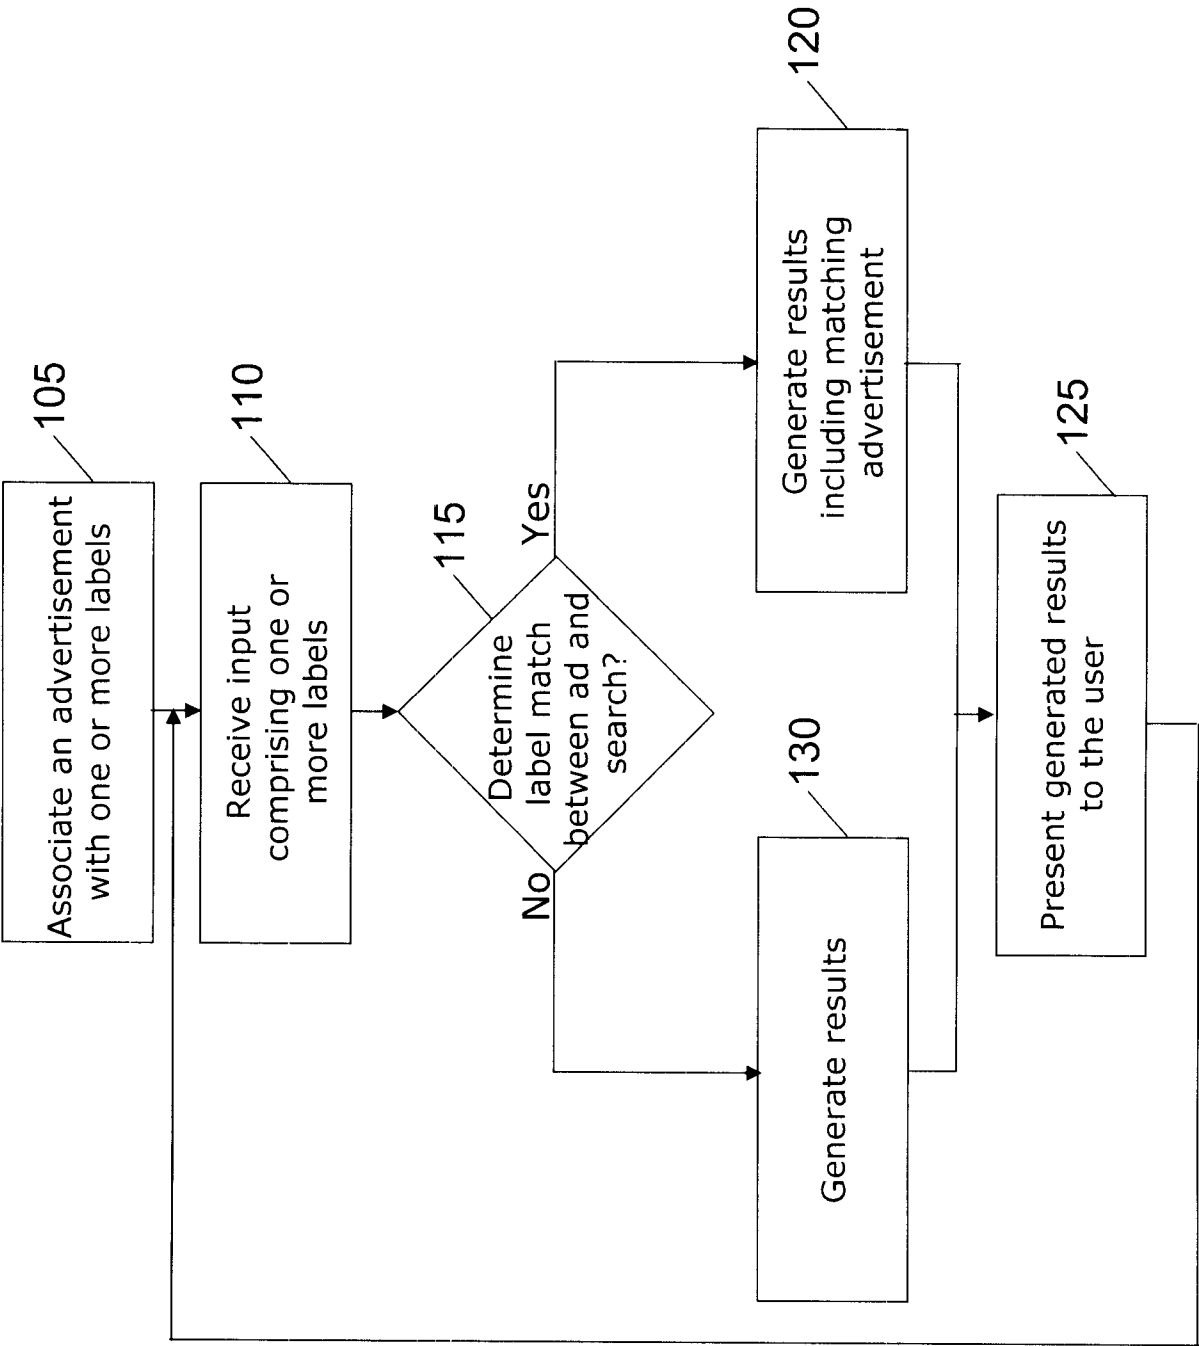 105
Associate an advertisement
with one or more labels
110
Receive input
comprising one or
more labels
115
Determine
label match
between ad and
search?
Yes
No
120
Generate results
including matching
advertisement
130
Generate results
125
Present generated results
to the user